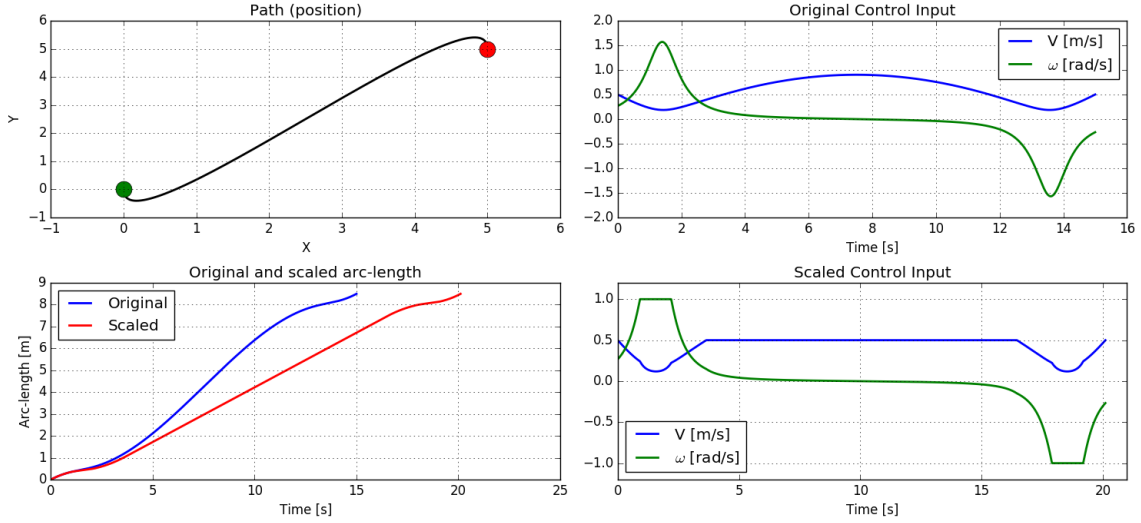 Path (position)
6
5
4
3
2
1
0
−1
Y
−1 0 1 2 3 4 5 6
X
Original Control Input
2.0
1.5
1.0
0.5
0.0
−0.5
−1.0
−1.5
−2.0
V [m/s]
ω [rad/s]
0 2 4 6 8 10 12 14 16
Time [s]
Original and scaled arc-length
9
8
7
6
5
4
3
2
1
0
Arc-length [m]
Original
Scaled
0 5 10 15 20 25
Time [s]
Scaled Control Input
1.0
0.5
0.0
−0.5
−1.0
V [m/s]
ω [rad/s]
0 5 10 15 20
Time [s]